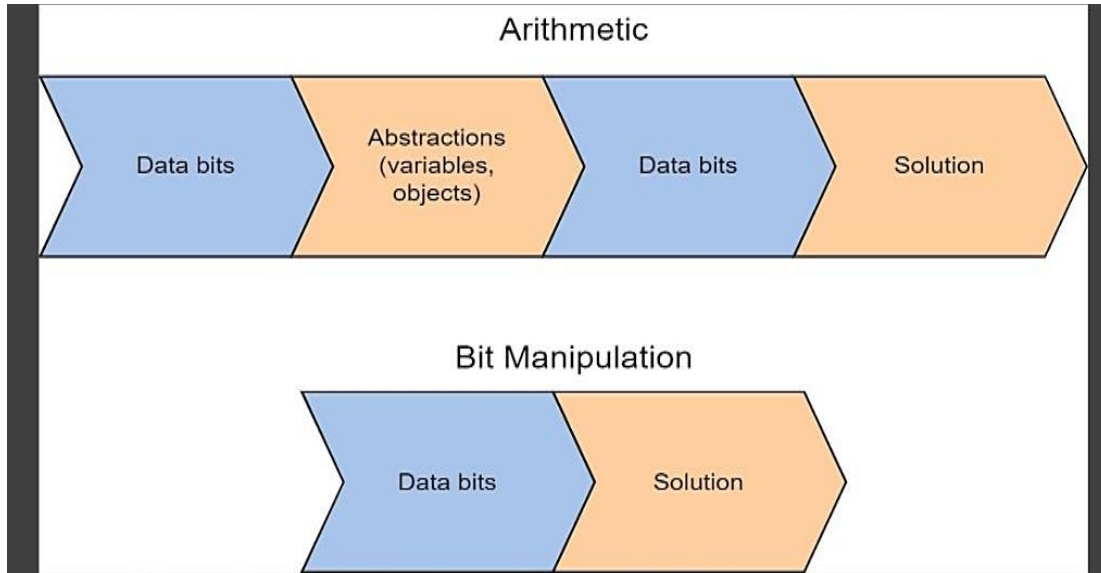 Arithmetic
Data bits
Abstractions
(variables,
objects)
Data bits
Solution
Bit Manipulation
Data bits
Solution